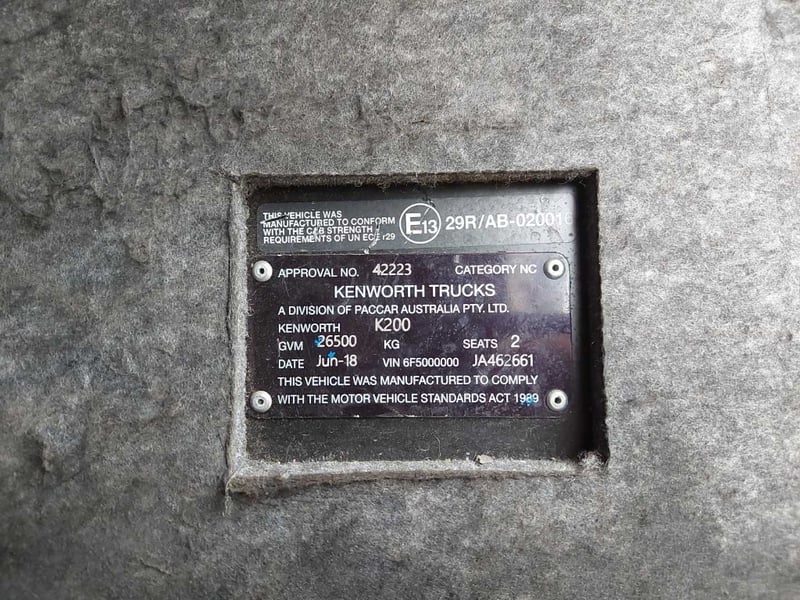 THIS VEHICLE WAS
MANUFACTURED TO CONFORM
WITH THE CAB STRENGTH
REQUIREMENTS OF UN ECE r29
E13 29R/AB-020010
APPROVAL NO. 42223 CATEGORY NC
KENWORTH TRUCKS
A DIVISION OF PACCAR AUSTRALIA PTY. LTD.
KENWORTH K200
GVM 26500 KG SEATS 2
DATE Jun-18 VIN 6F5000000 JA462661
THIS VEHICLE WAS MANUFACTURED TO COMPLY
WITH THE MOTOR VEHICLE STANDARDS ACT 1989